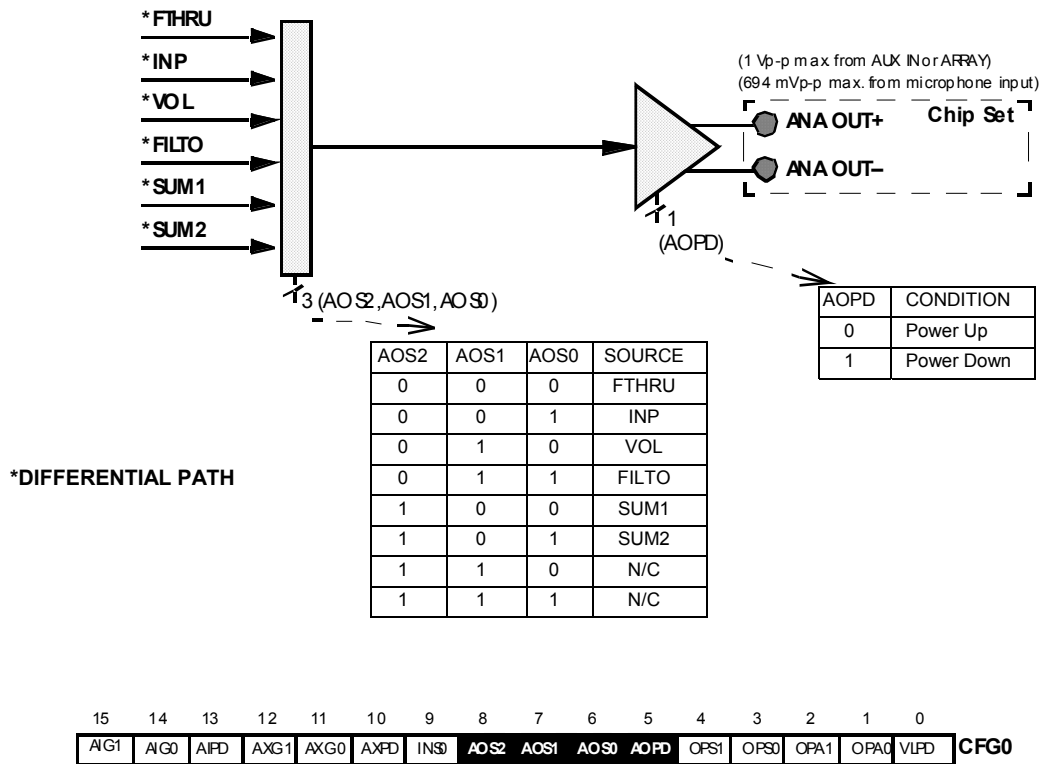 *FTHRU
*INP
*VOL
*FILTO
*SUM1
*SUM2
(1 Vp-p max. from AUX IN or ARRAY)
(694 mVp-p max. from microphone input)
Chip Set
ANA OUT+
ANA OUT–
1
(AOPD)
3 (AOS2, AOS1, AOS0)
AOPD CONDITION
0 Power Up
1 Power Down
AOS2 AOS1 AOS0 SOURCE
0 0 0 FTHRU
0 0 1 INP
0 1 0 VOL
0 1 1 FILTO
1 0 0 SUM1
1 0 1 SUM2
1 1 0 N/C
1 1 1 N/C
*DIFFERENTIAL PATH
15 14 13 12 11 10 9 8 7 6 5 4 3 2 1 0
AIG1 AIG0 AIPD AXG1 AXG0 AXPD INS0 AOS2 AOS1 AOS0 AOPD OPS1 OPS0 OPA1 OPA0 VLPD CFG0